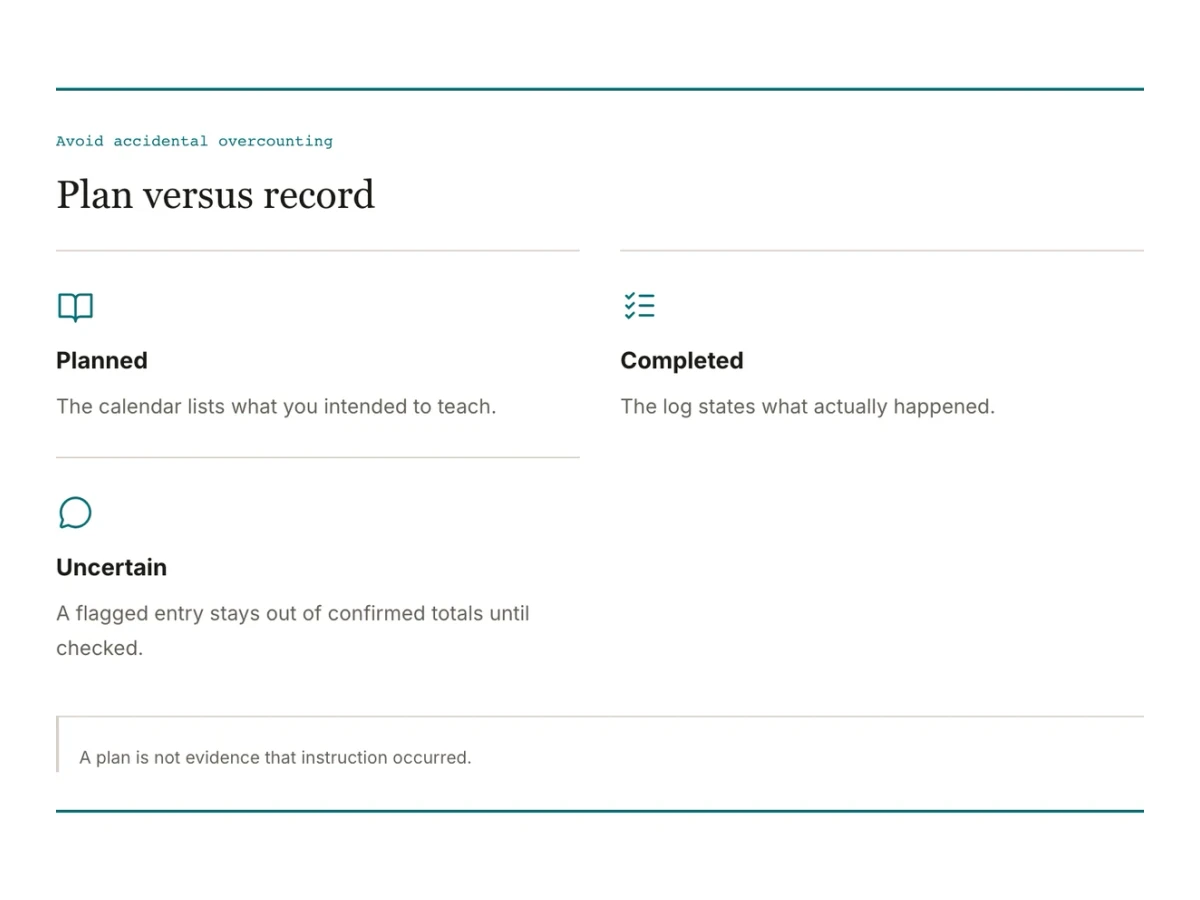 Avoid accidental overcounting
Plan versus record
Planned
The calendar lists what you intended to teach.
Completed
The log states what actually happened.
Uncertain
A flagged entry stays out of confirmed totals until
checked.
A plan is not evidence that instruction occurred.